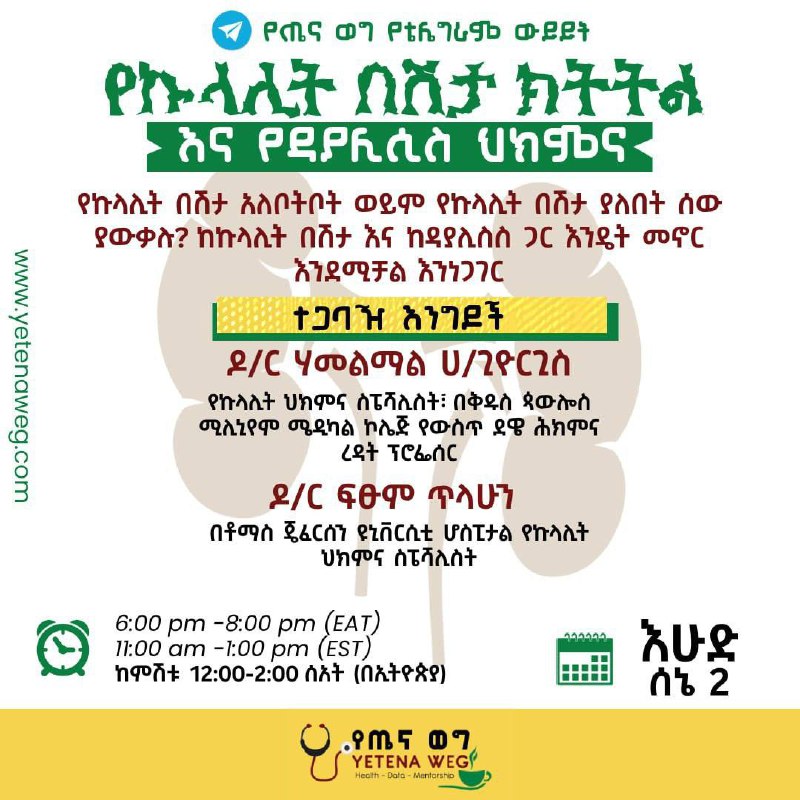 የጤና ወግ የቴሌግራም ውይይት
የኩላሊት በሽታ ክትትል
እና የዳያሊሲስ ህክምና
የኩላሊት በሽታ አለቦትቦት ወይም የኩላሊት በሽታ ያለበት ሰው
ያውቃሉ? ከኩላሊት በሽታ እና ከዳያሊስስ ጋር እንዴት መኖር
እንደሚቻል እንነጋገር
ተጋባዥ እንግዶች
ዶ/ር ሃመልማል ሀ/ጊዮርጊስ
የኩላሊት ህክምና ስፔሻሊስት፣ በቅዱስ ጳውሎስ
ሚሊኒየም ሜዲካል ኮሌጅ የውስጥ ደዌ ሕክምና
ረዳት ፕሮፌሰር
ዶ/ር ፍፁም ጥላሁን
በቶማስ ጄፈርሰን ዩኒቨርሲቲ ሆስፒታል የኩላሊት
ህክምና ስፔሻሊስት
www.yetenaweg.com
6:00 pm -8:00 pm (EAT)
11:00 am -1:00 pm (EST)
ከምሽቱ 12:00-2:00 ሰአት (በኢትዮጵያ)
እሁድ
ሰኔ 2
የጤና ወግ
YETENA WEG
Health - Data - Mentorship